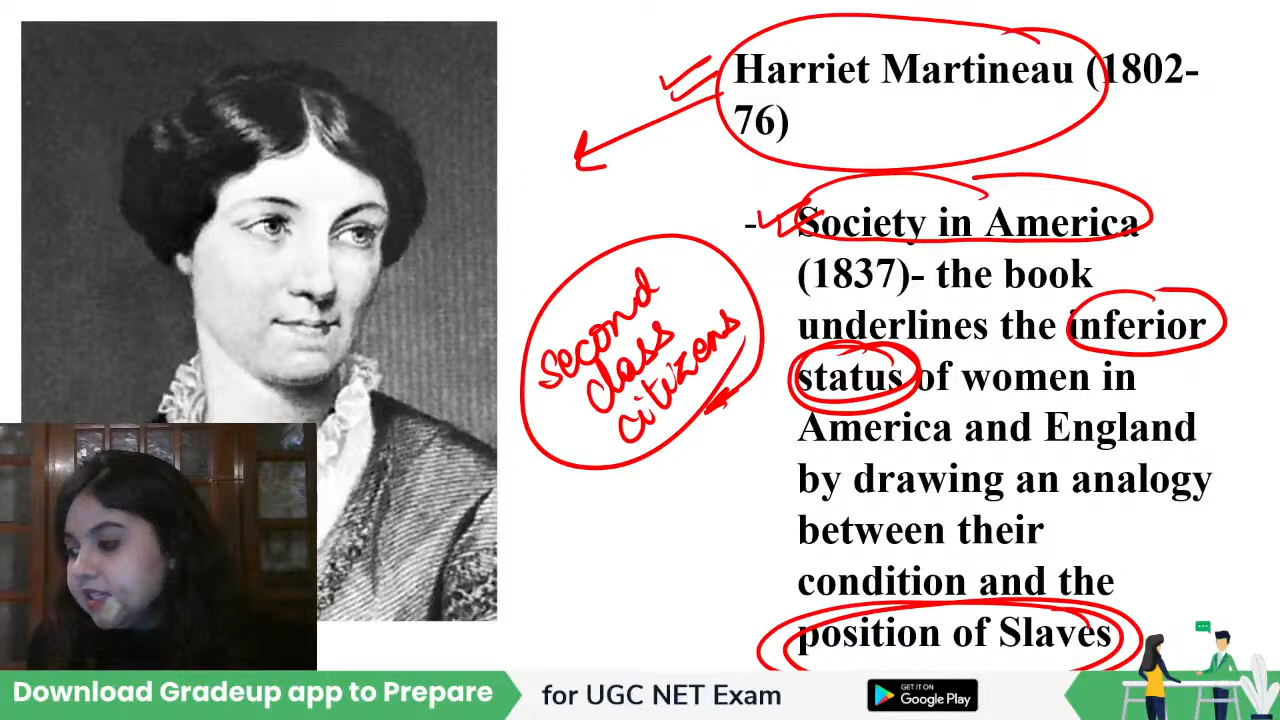 Harriet Martineau (1802-
76)
- Society in America
(1837)- the book
underlines the inferior
status of women in
America and England
by drawing an analogy
between their
condition and the
position of Slaves
second
class
citizens
Download Gradeup app to Prepare
for UGC NET Exam
GET IT ON
Google Play